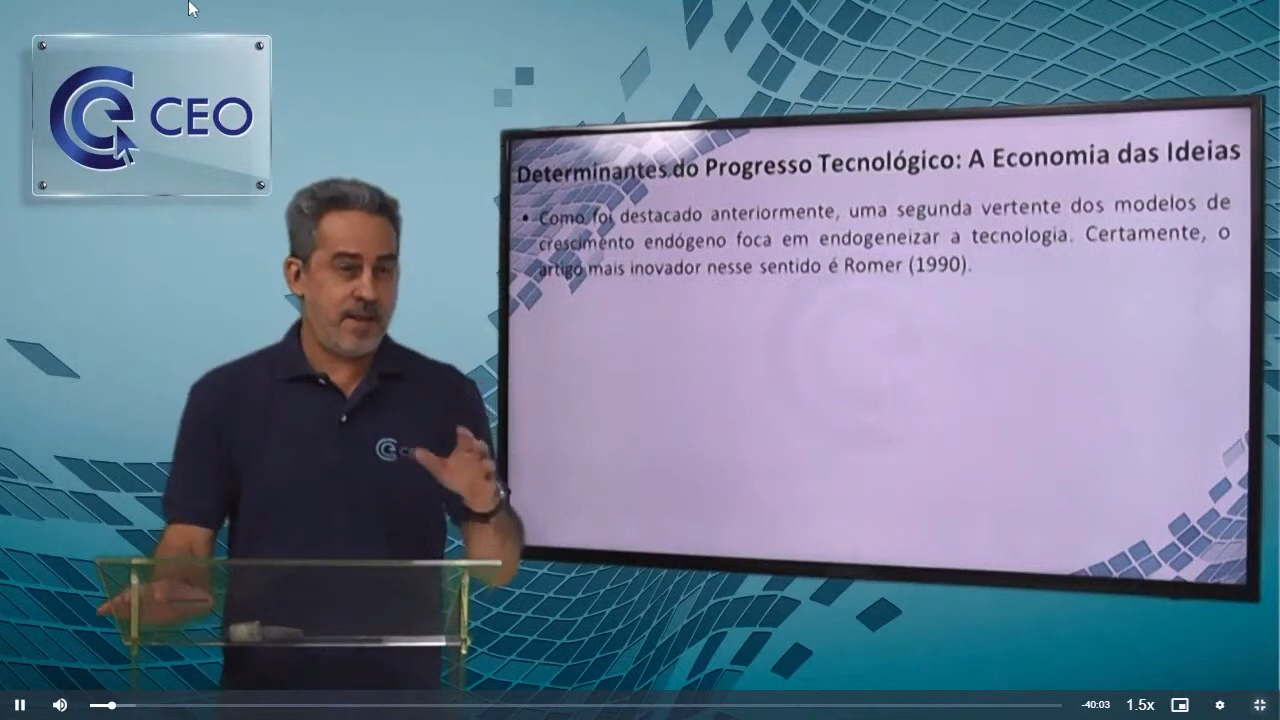 CEO
Determinantes do Progresso Tecnológico: A Economia das Ideias
• Como foi destacado anteriormente, uma segunda vertente dos modelos de
crescimento endógeno foca em endogeneizar a tecnologia. Certamente, o
artigo mais inovador nesse sentido é Romer (1990).
-40:03 1.5x